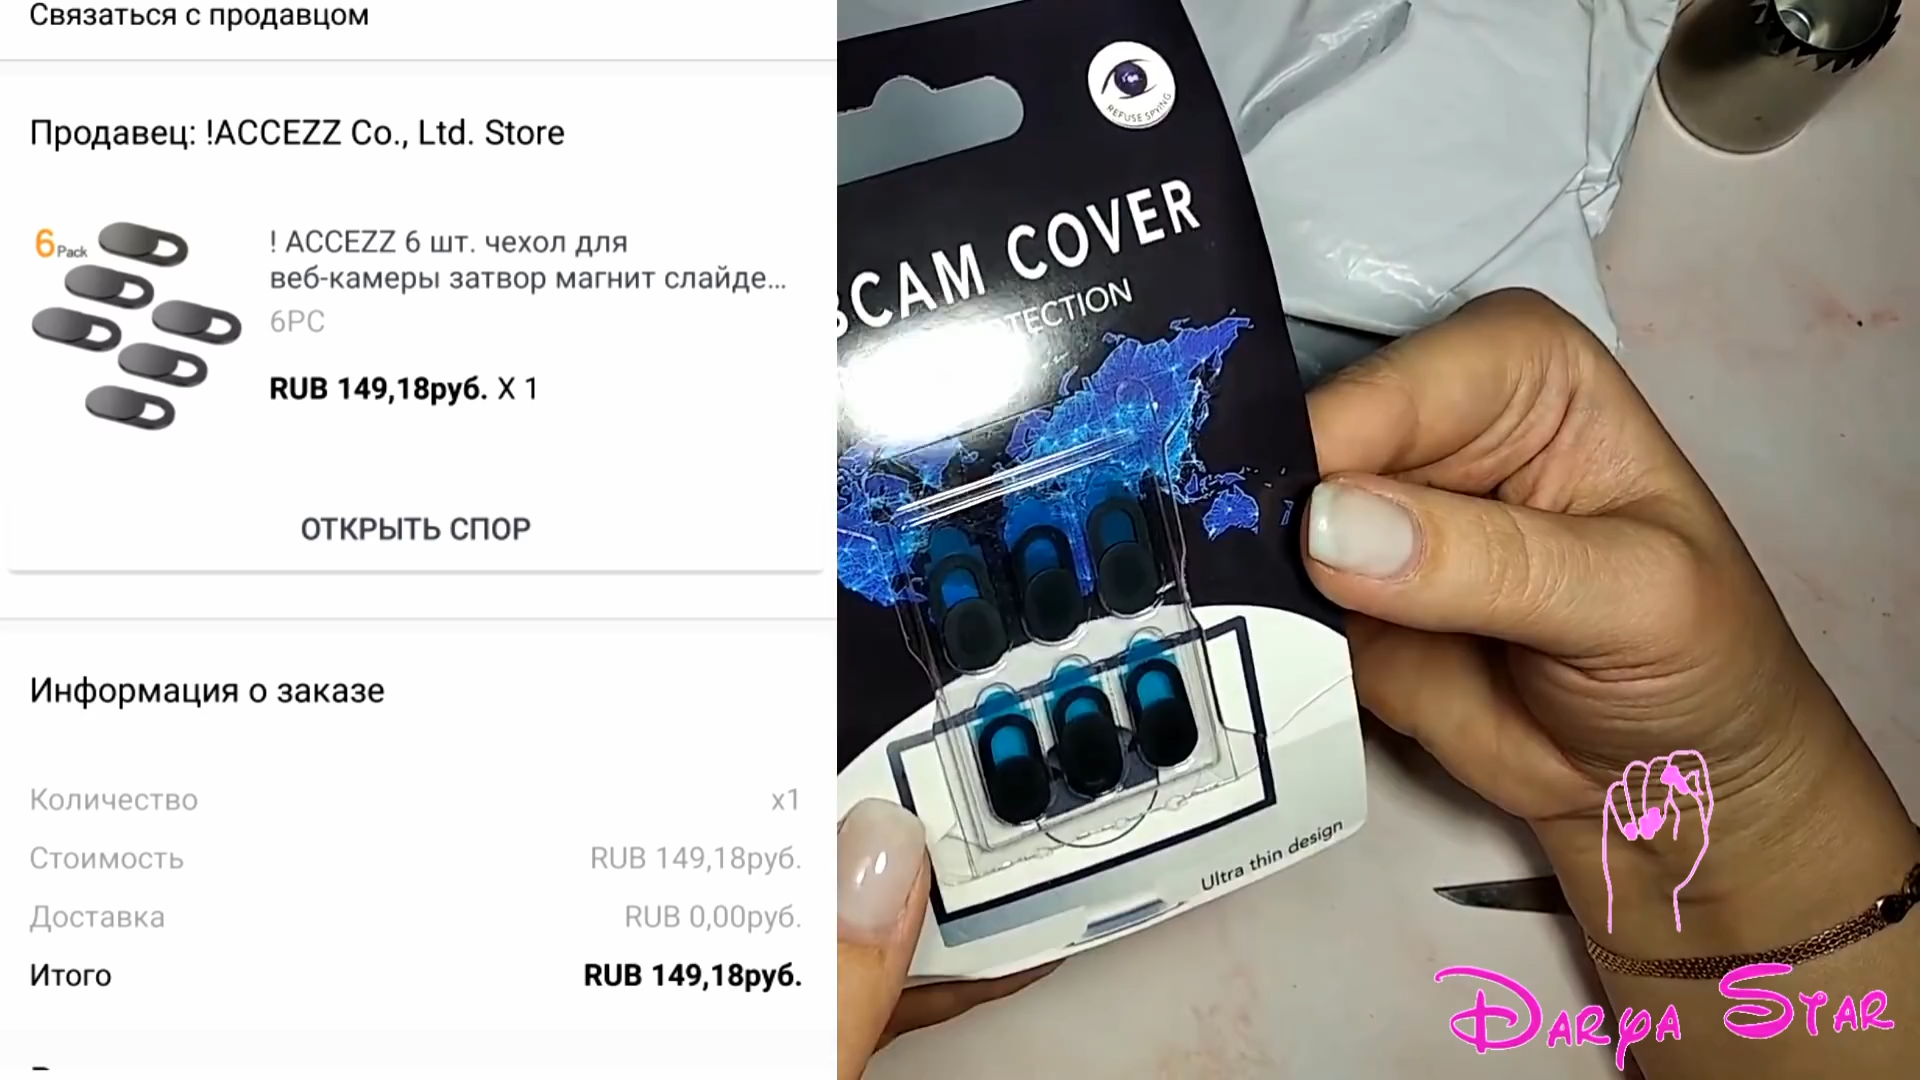 Связаться с продавцом
Продавец: !ACCEZZ Co., Ltd. Store
6 Pack
! ACCEZZ 6 шт. чехол для
веб-камеры затвор магнит слайде...
6PC
RUB 149,18руб. X 1
ОТКРЫТЬ СПОР
Информация о заказе
Количество x1
Стоимость RUB 149,18руб.
Доставка RUB 0,00руб.
Итого RUB 149,18руб.
REFUSE SPYING
CAM COVER
TECTION
Ultra thin design
DARYA STAR